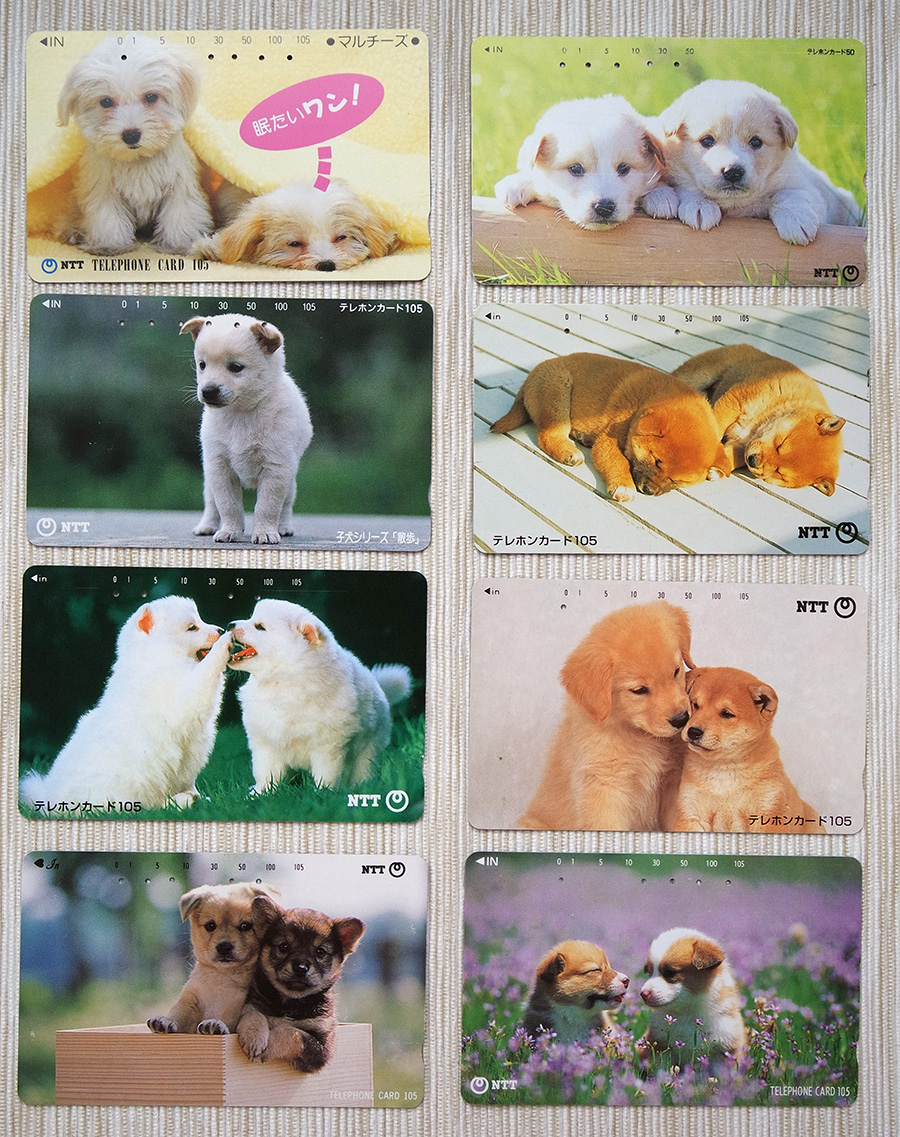 ◀IN 0 1 5 10 30 50 100 105 ●マルチーズ●
眠たいワン!
NTT TELEPHONE CARD 105
◀IN 0 1 5 10 30 50 テレホンカード50
NTT
◀IN 0 1 5 10 30 50 100 105 テレホンカード105
NTT 子犬シリーズ「散歩」
◀in 0 1 5 10 30 50 100 105
テレホンカード105 NTT
◀in 0 1 5 10 30 50 100 105
テレホンカード105 NTT
◀in 0 1 5 10 30 50 100 105 NTT
テレホンカード105
In 0 1 5 10 30 50 100 105 NTT
TELEPHONE CARD 105
◀IN 0 1 5 10 30 50 100 105
NTT TELEPHONE CARD 105